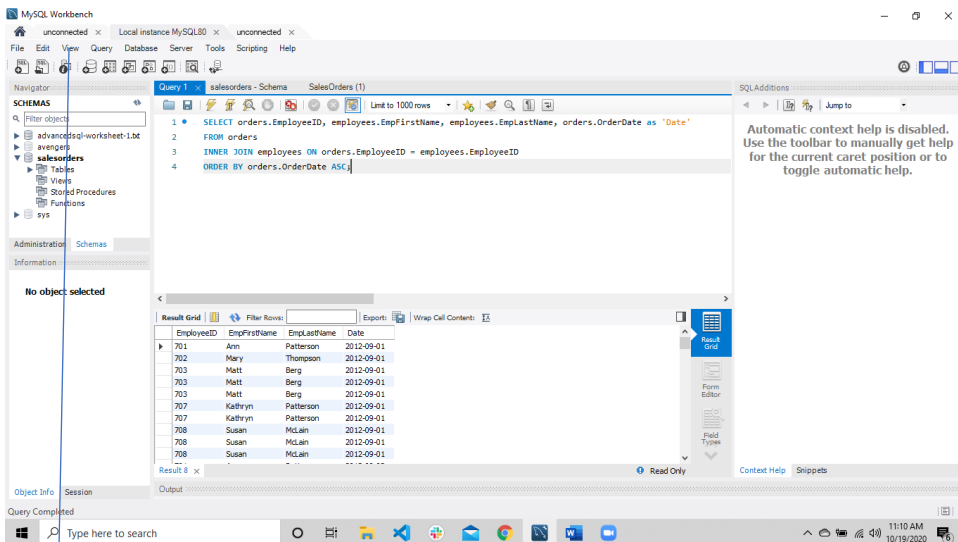 MySQL Workbench
unconnected × Local instance MySQL80 × unconnected ×
File Edit View Query Database Server Tools Scripting Help
Navigator
SCHEMAS
Filter objects
advancedsql-worksheet-1.txt
avengers
salesorders
Tables
Views
Stored Procedures
Functions
sys
Administration Schemas
Information
No object selected
Object Info Session
Query 1 × salesorders - Schema SalesOrders (1)
Limit to 1000 rows
1 SELECT orders.EmployeeID, employees.EmpFirstName, employees.EmpLastName, orders.OrderDate as 'Date'
2 FROM orders
3 INNER JOIN employees ON orders.EmployeeID = employees.EmployeeID
4 ORDER BY orders.OrderDate ASC;
Result Grid Filter Rows: Export: Wrap Cell Content:
EmployeeID EmpFirstName EmpLastName Date
701 Ann Patterson 2012-09-01
702 Mary Thompson 2012-09-01
703 Matt Berg 2012-09-01
703 Matt Berg 2012-09-01
703 Matt Berg 2012-09-01
707 Kathryn Patterson 2012-09-01
707 Kathryn Patterson 2012-09-01
708 Susan McLain 2012-09-01
708 Susan McLain 2012-09-01
708 Susan McLain 2012-09-01
Result Grid
Form Editor
Field Types
Result 8 × Read Only
Output
SQLAdditions
Jump to
Automatic context help is disabled.
Use the toolbar to manually get help
for the current caret position or to
toggle automatic help.
Context Help Snippets
Query Completed
Type here to search
11:10 AM
10/19/2020
6